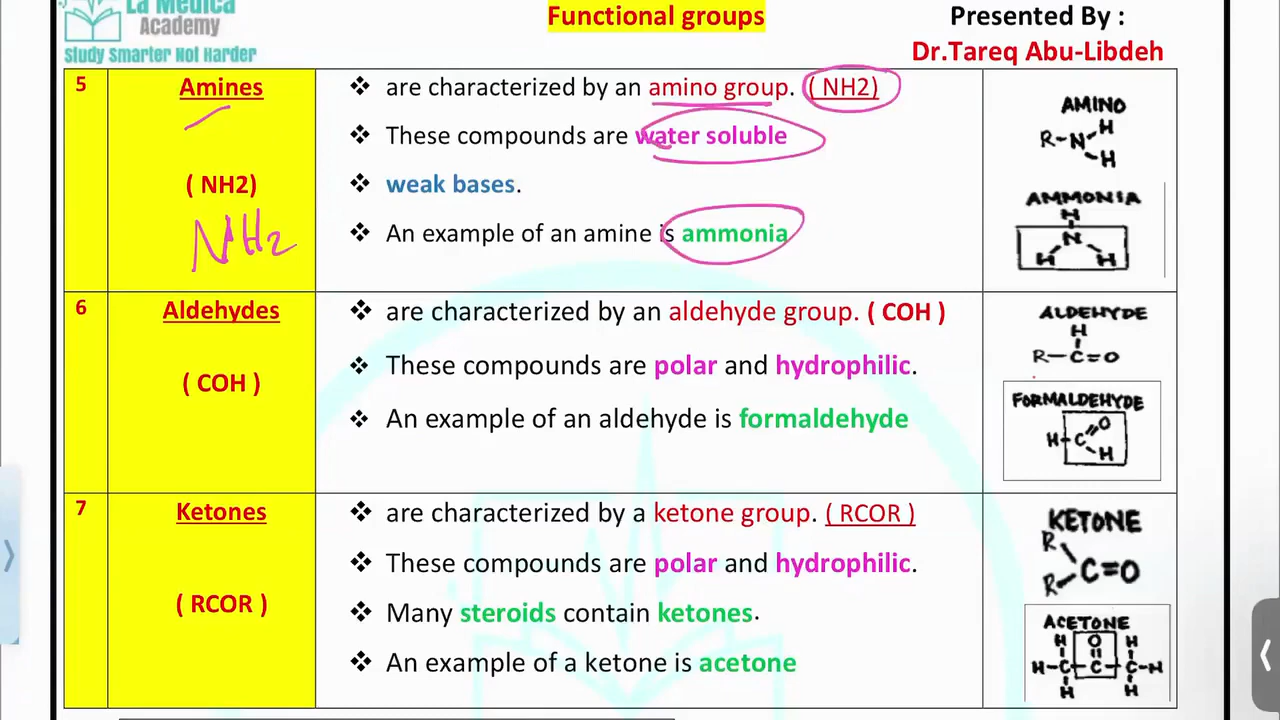 La Medica
Academy
Study Smarter Not Harder
Functional groups
Presented By :
Dr.Tareq Abu-Libdeh
5
Amines
( NH2)
NH2
❖ are characterized by an amino group. ( NH2)
❖ These compounds are water soluble
❖ weak bases.
❖ An example of an amine is ammonia
AMINO
R-N
H
H
AMMONIA
H
N
H H
6
Aldehydes
( COH )
❖ are characterized by an aldehyde group. ( COH )
❖ These compounds are polar and hydrophilic.
❖ An example of an aldehyde is formaldehyde
ALDEHYDE
H
R-C=O
FORMALDEHYDE
O
H-C
H
7
Ketones
( RCOR )
❖ are characterized by a ketone group. ( RCOR )
❖ These compounds are polar and hydrophilic.
❖ Many steroids contain ketones.
❖ An example of a ketone is acetone
KETONE
R
C=O
R
ACETONE
H O H
H-C-C-C-H
H H